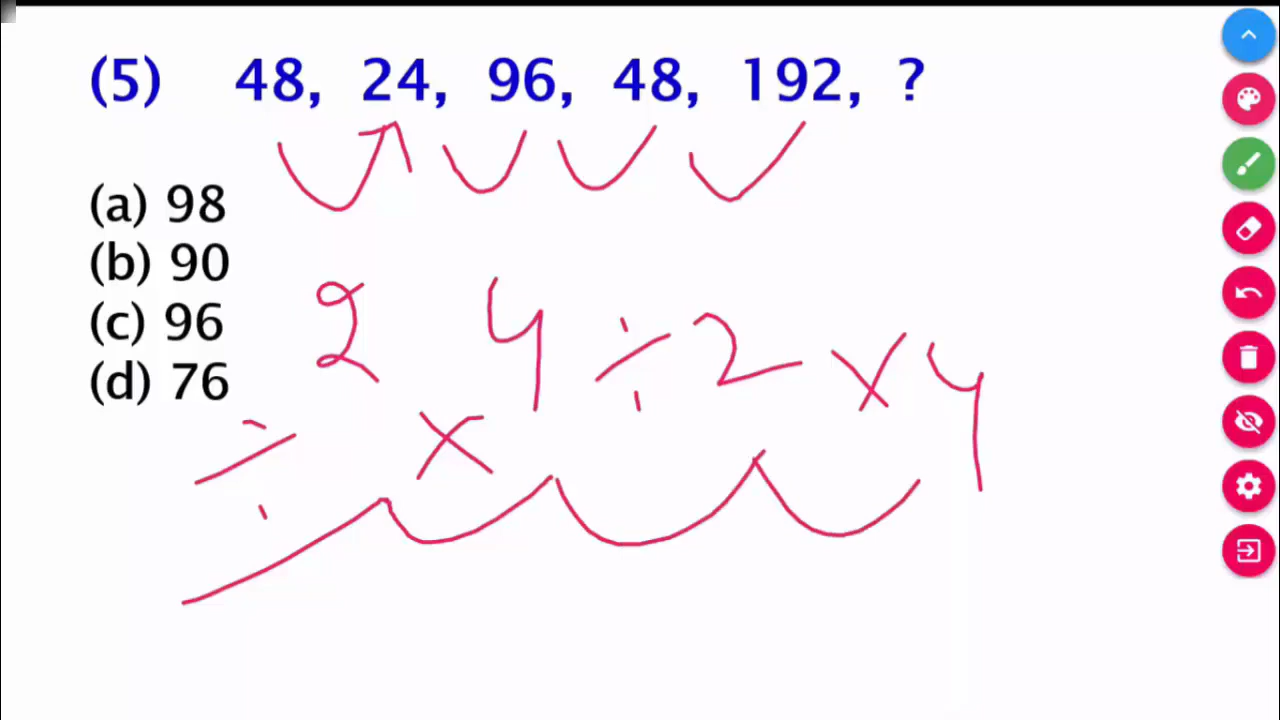 (5) 48, 24, 96, 48, 192, ?
(a) 98
(b) 90
(c) 96
(d) 76
÷ 2 × 4 ÷ 2 × 4